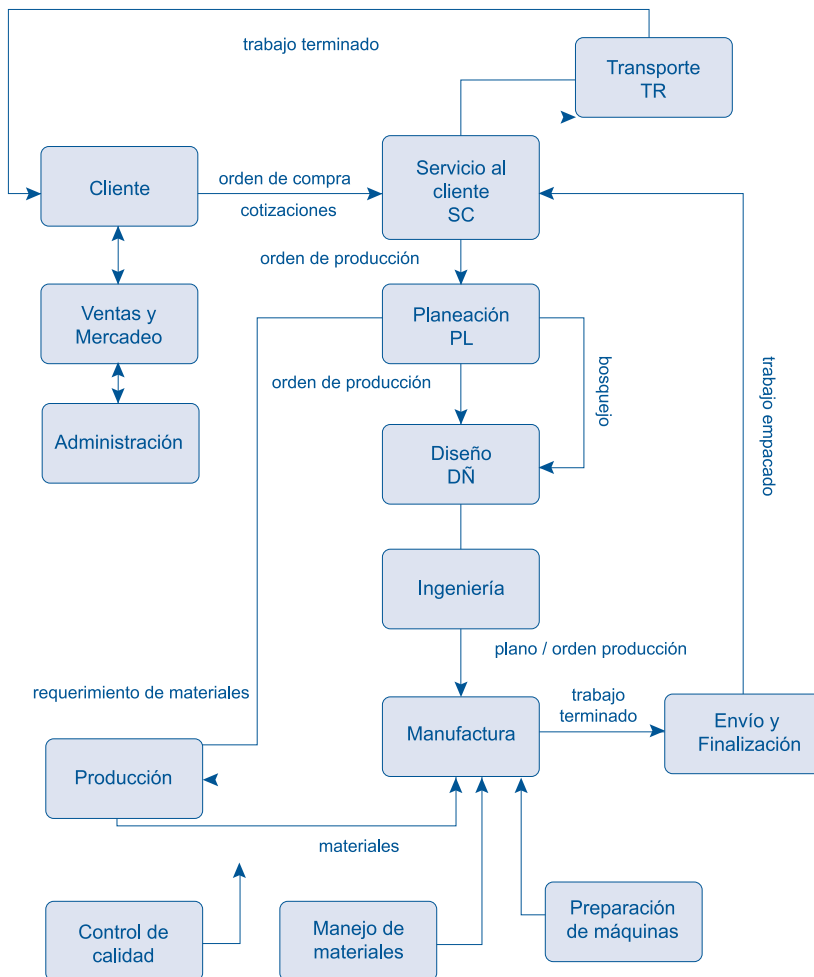 trabajo terminado
Transporte
TR
Cliente
orden de compra
cotizaciones
Servicio al
cliente
SC
orden de producción
Ventas y
Mercadeo
Planeación
PL
bosquejo
trabajo empacado
orden de producción
Administración
Diseño
DÑ
Ingeniería
plano / orden producción
requerimiento de materiales
trabajo
terminado
Manufactura
Envío y
Finalización
Producción
materiales
Control de
calidad
Manejo de
materiales
Preparación
de máquinas